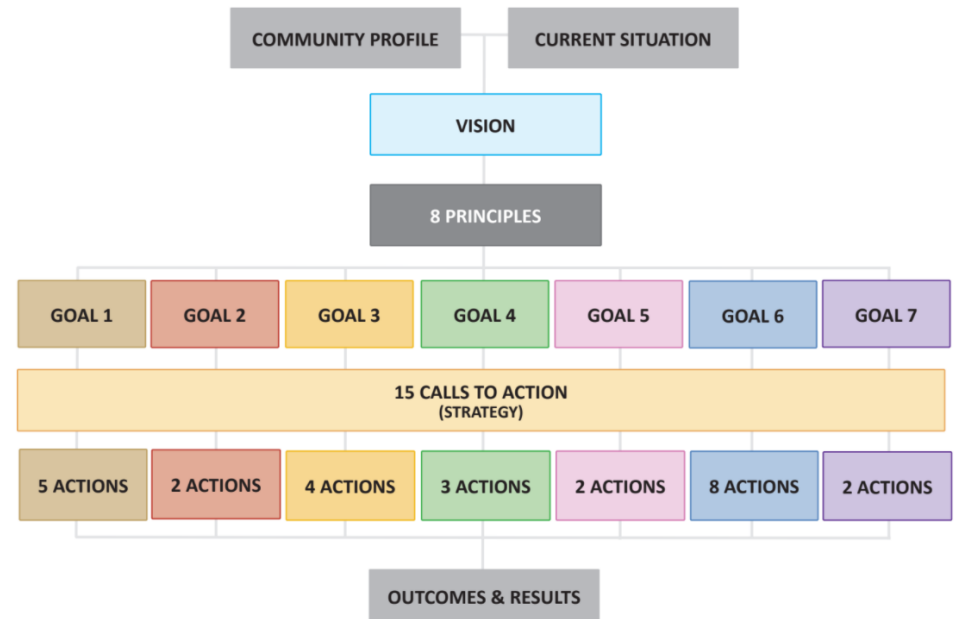 COMMUNITY PROFILE
CURRENT SITUATION
VISION
8 PRINCIPLES
GOAL 1
GOAL 2
GOAL 3
GOAL 4
GOAL 5
GOAL 6
GOAL 7
15 CALLS TO ACTION
(STRATEGY)
5 ACTIONS
2 ACTIONS
4 ACTIONS
3 ACTIONS
2 ACTIONS
8 ACTIONS
2 ACTIONS
OUTCOMES & RESULTS